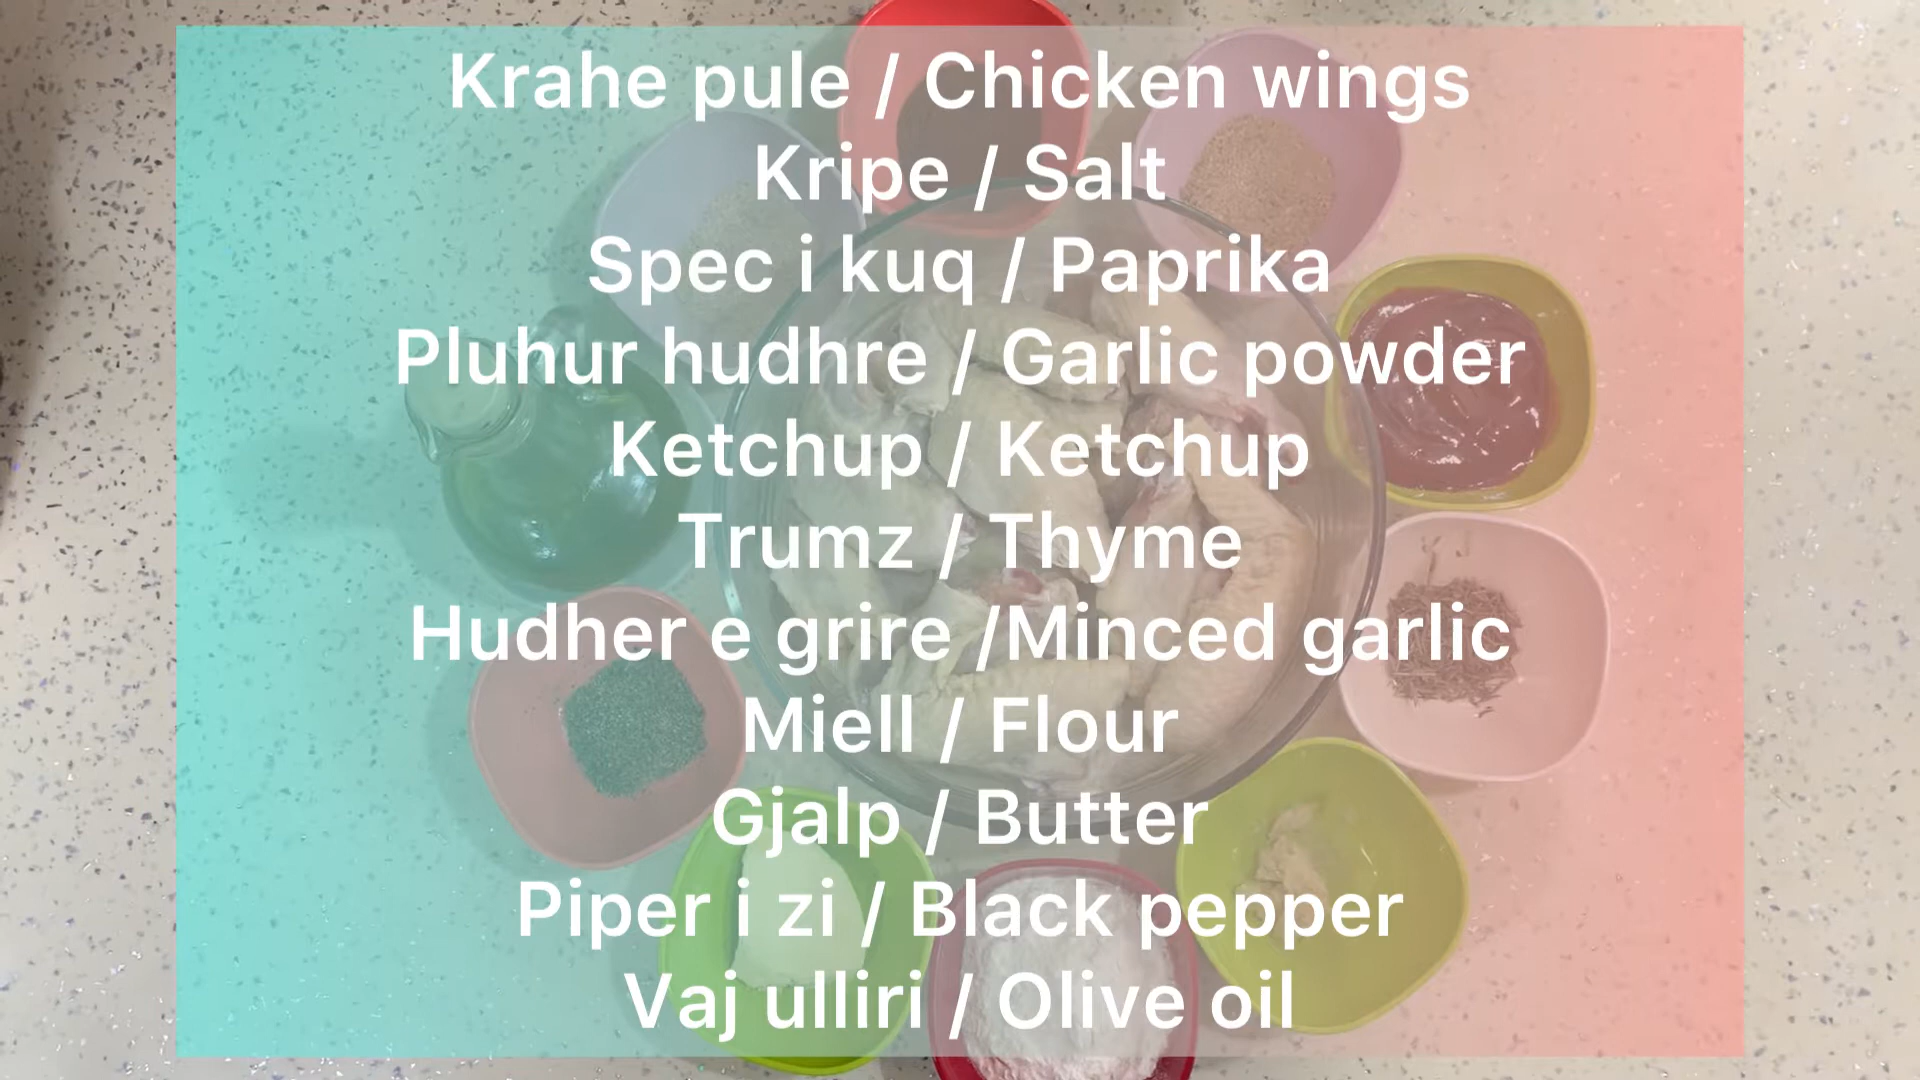 Krahe pule / Chicken wings
Kripe / Salt
Spec i kuq / Paprika
Pluhur hudhre / Garlic powder
Ketchup / Ketchup
Trumz / Thyme
Hudher e grire /Minced garlic
Miell / Flour
Gjalp / Butter
Piper i zi / Black pepper
Vaj ulliri / Olive oil